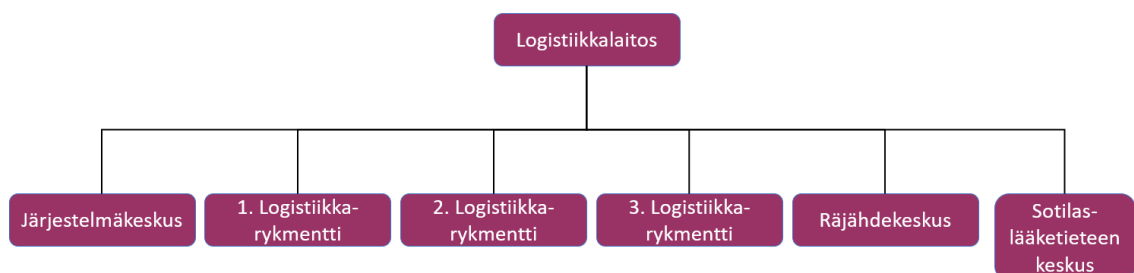 Logistiikkalaitos
Järjestelmäkeskus
1. Logistiikka-
rykmentti
2. Logistiikka-
rykmentti
3. Logistiikka-
rykmentti
Räjähdekeskus
Sotilas-
lääketieteen
keskus